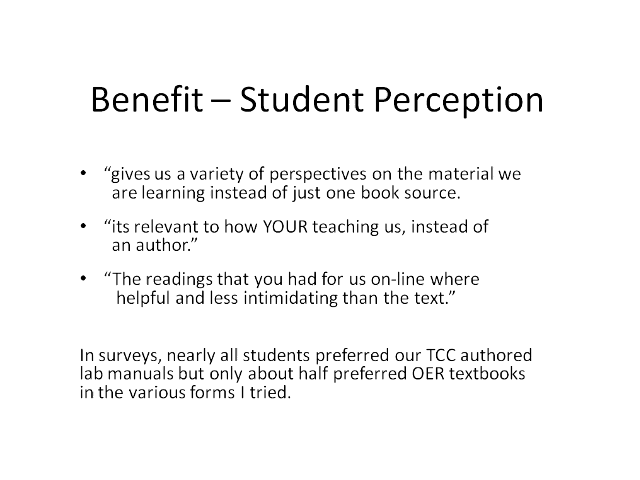 Benefit – Student Perception
• “gives us a variety of perspectives on the material we
are learning instead of just one book source.
• “its relevant to how YOUR teaching us, instead of
an author.”
• “The readings that you had for us on-line where
helpful and less intimidating than the text.”
In surveys, nearly all students preferred our TCC authored
lab manuals but only about half preferred OER textbooks
in the various forms I tried.